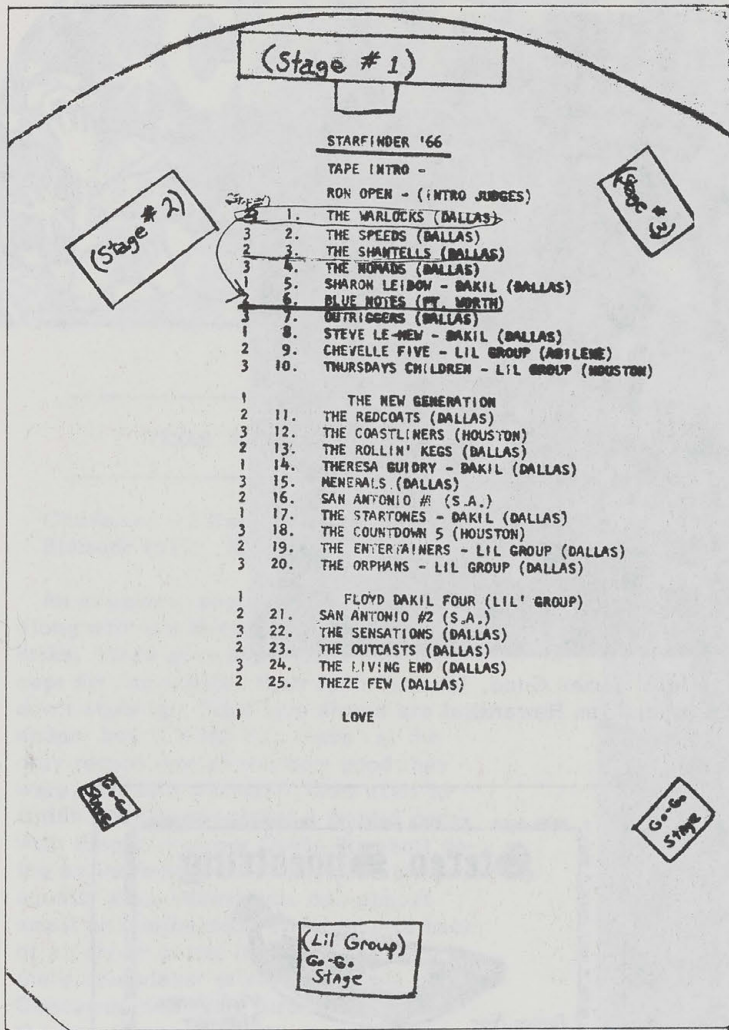 (Stage # 1)
STARFINDER '66
TAPE INTRO -
RON OPEN - (INTRO JUDGES)
(Stage # 2)
(Stage # 3)
1. THE WARLOCKS (DALLAS)
3 2. THE SPEEDS (DALLAS)
2 3. THE SHANTELLS (DALLAS)
3 4. THE NOMADS (DALLAS)
1 5. SHARON LEIBOW - DAKIL (DALLAS)
6. BLUE NOTES (FT. WORTH)
3 7. OUTRIGGERS (DALLAS)
1 8. STEVE LE-HEW - DAKIL (DALLAS)
2 9. CHEVELLE FIVE - LIL GROUP (ABILENE)
3 10. THURSDAYS CHILDREN - LIL GROUP (HOUSTON)
1 THE NEW GENERATION
2 11. THE REDCOATS (DALLAS)
3 12. THE COASTLINERS (HOUSTON)
2 13. THE ROLLIN' KEGS (DALLAS)
1 14. THERESA GUIDRY - DAKIL (DALLAS)
3 15. MENERALS (DALLAS)
2 16. SAN ANTONIO #1 (S.A.)
1 17. THE STARTONES - DAKIL (DALLAS)
3 18. THE COUNTDOWN 5 (HOUSTON)
2 19. THE ENTERTAINERS - LIL GROUP (DALLAS)
3 20. THE ORPHANS - LIL GROUP (DALLAS)
1 FLOYD DAKIL FOUR (LIL' GROUP)
2 21. SAN ANTONIO #2 (S.A.)
3 22. THE SENSATIONS (DALLAS)
2 23. THE OUTCASTS (DALLAS)
3 24. THE LIVING END (DALLAS)
2 25. THEZE FEW (DALLAS)
1 LOVE
Go-Go
Stage
Go-Go
Stage
(Lil Group)
Go-Go
Stage